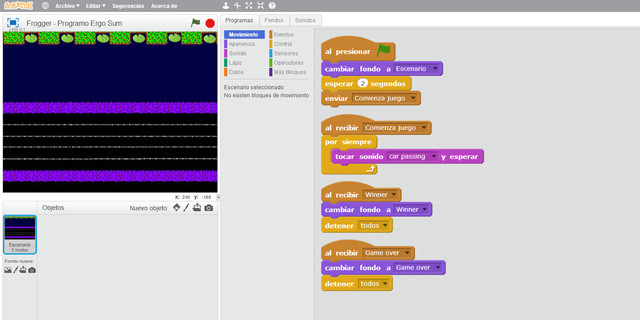 SCRATCH
Archivo Editar Sugerencias Acerca de
Frogger - Programo Ergo Sum
Programas Fondos Sonidos
Movimiento Eventos
Apariencia Control
Sonido Sensores
Lápiz Operadores
Datos Más Bloques
Escenario seleccionado:
No existen bloques de movimiento
al presionar
cambiar fondo a Escenario
esperar 2 segundos
enviar Comienza juego
al recibir Comienza juego
por siempre
tocar sonido car passing y esperar
al recibir Winner
cambiar fondo a Winner
detener todos
al recibir Game over
cambiar fondo a Game over
detener todos
x: 240 y: -180
Objetos Nuevo objeto:
Escenario
Fondo nuevo: